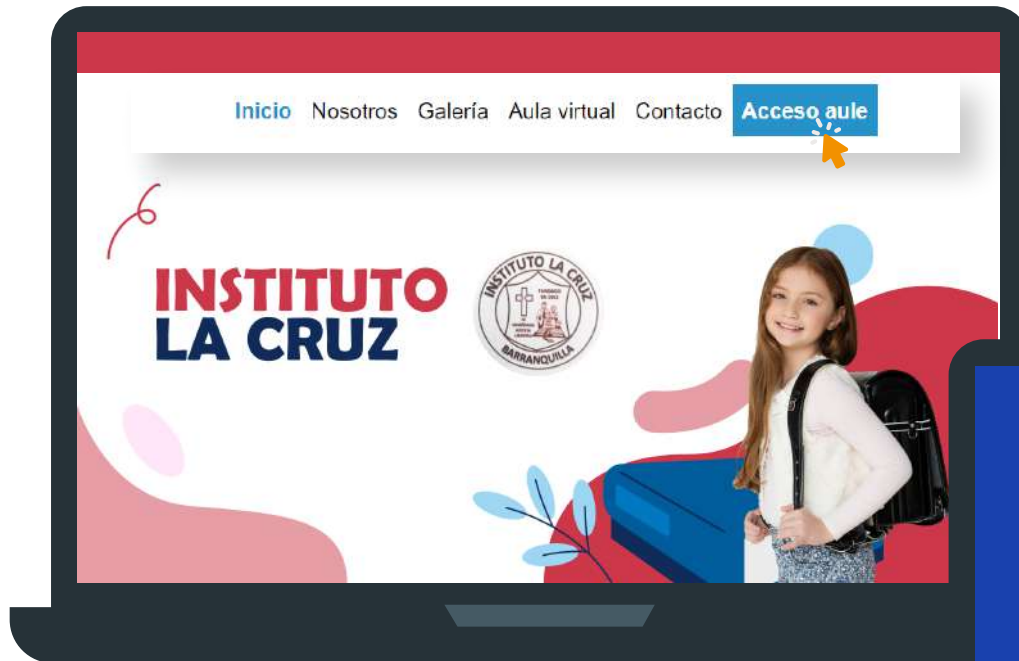 Inicio Nosotros Galería Aula virtual Contacto Acceso aule
INSTITUTO
LA CRUZ
INSTITUTO LA CRUZ
BARRANQUILLA